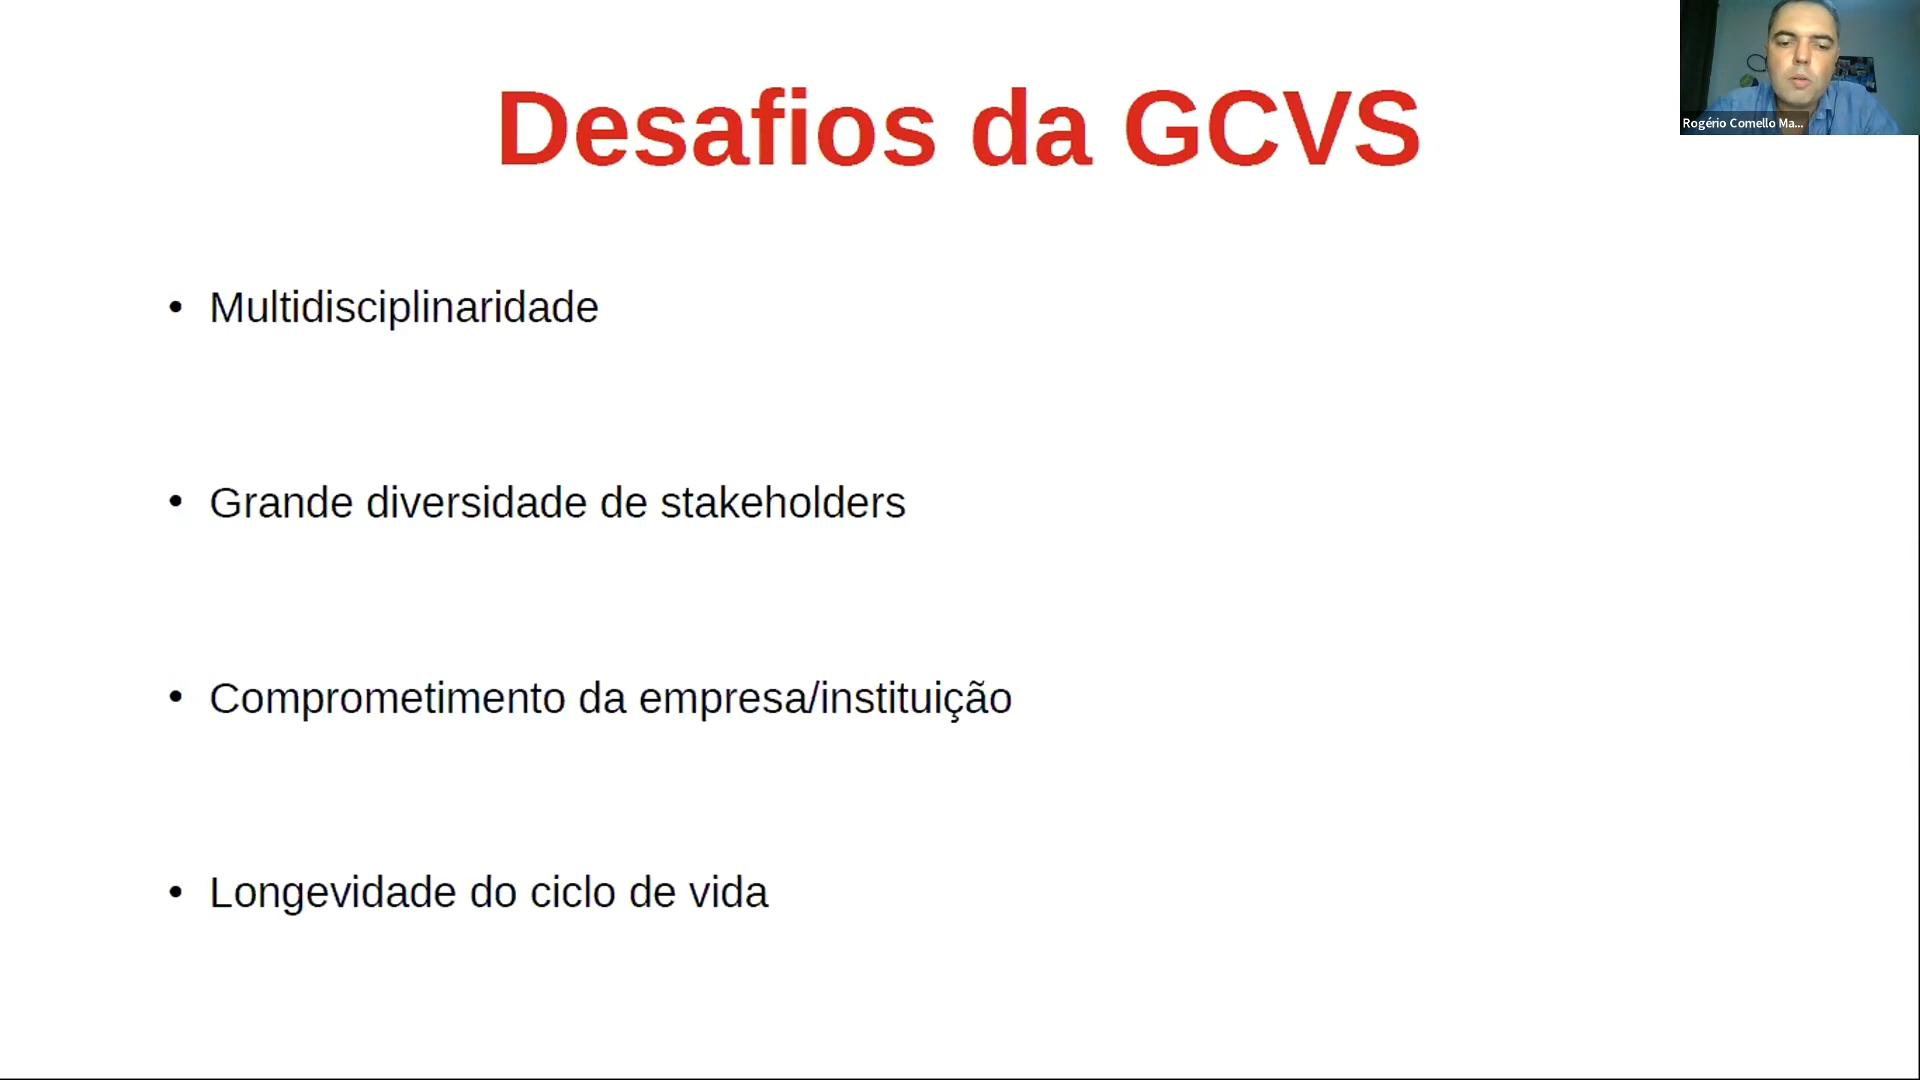 Desafios da GCVS
Rogério Comello Ma...
• Multidisciplinaridade
• Grande diversidade de stakeholders
• Comprometimento da empresa/instituição
• Longevidade do ciclo de vida